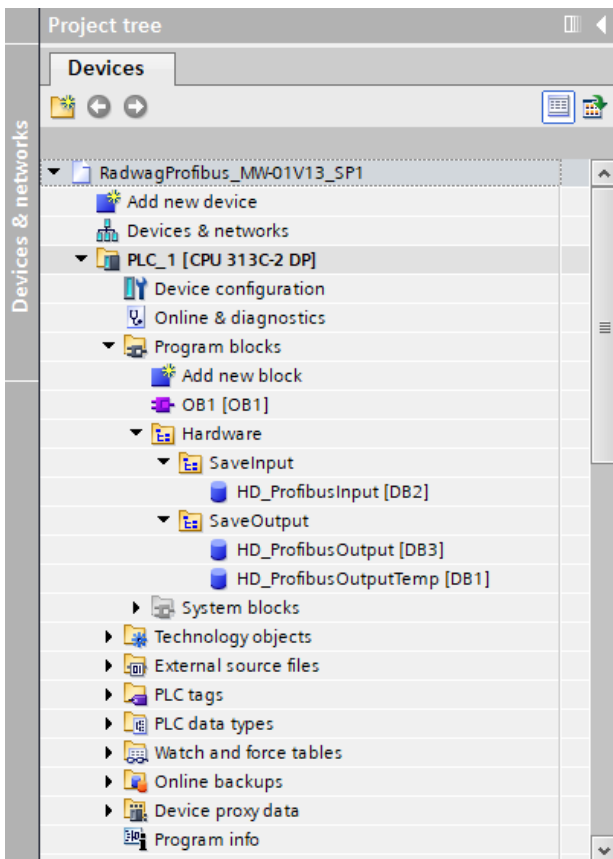 Project tree
Devices
Devices & networks
RadwagProfibus_MW-01V13_SP1
Add new device
Devices & networks
PLC_1 [CPU 313C-2 DP]
Device configuration
Online & diagnostics
Program blocks
Add new block
OB1 [OB1]
Hardware
SaveInput
HD_ProfibusInput [DB2]
SaveOutput
HD_ProfibusOutput [DB3]
HD_ProfibusOutputTemp [DB1]
System blocks
Technology objects
External source files
PLC tags
PLC data types
Watch and force tables
Online backups
Device proxy data
Program info